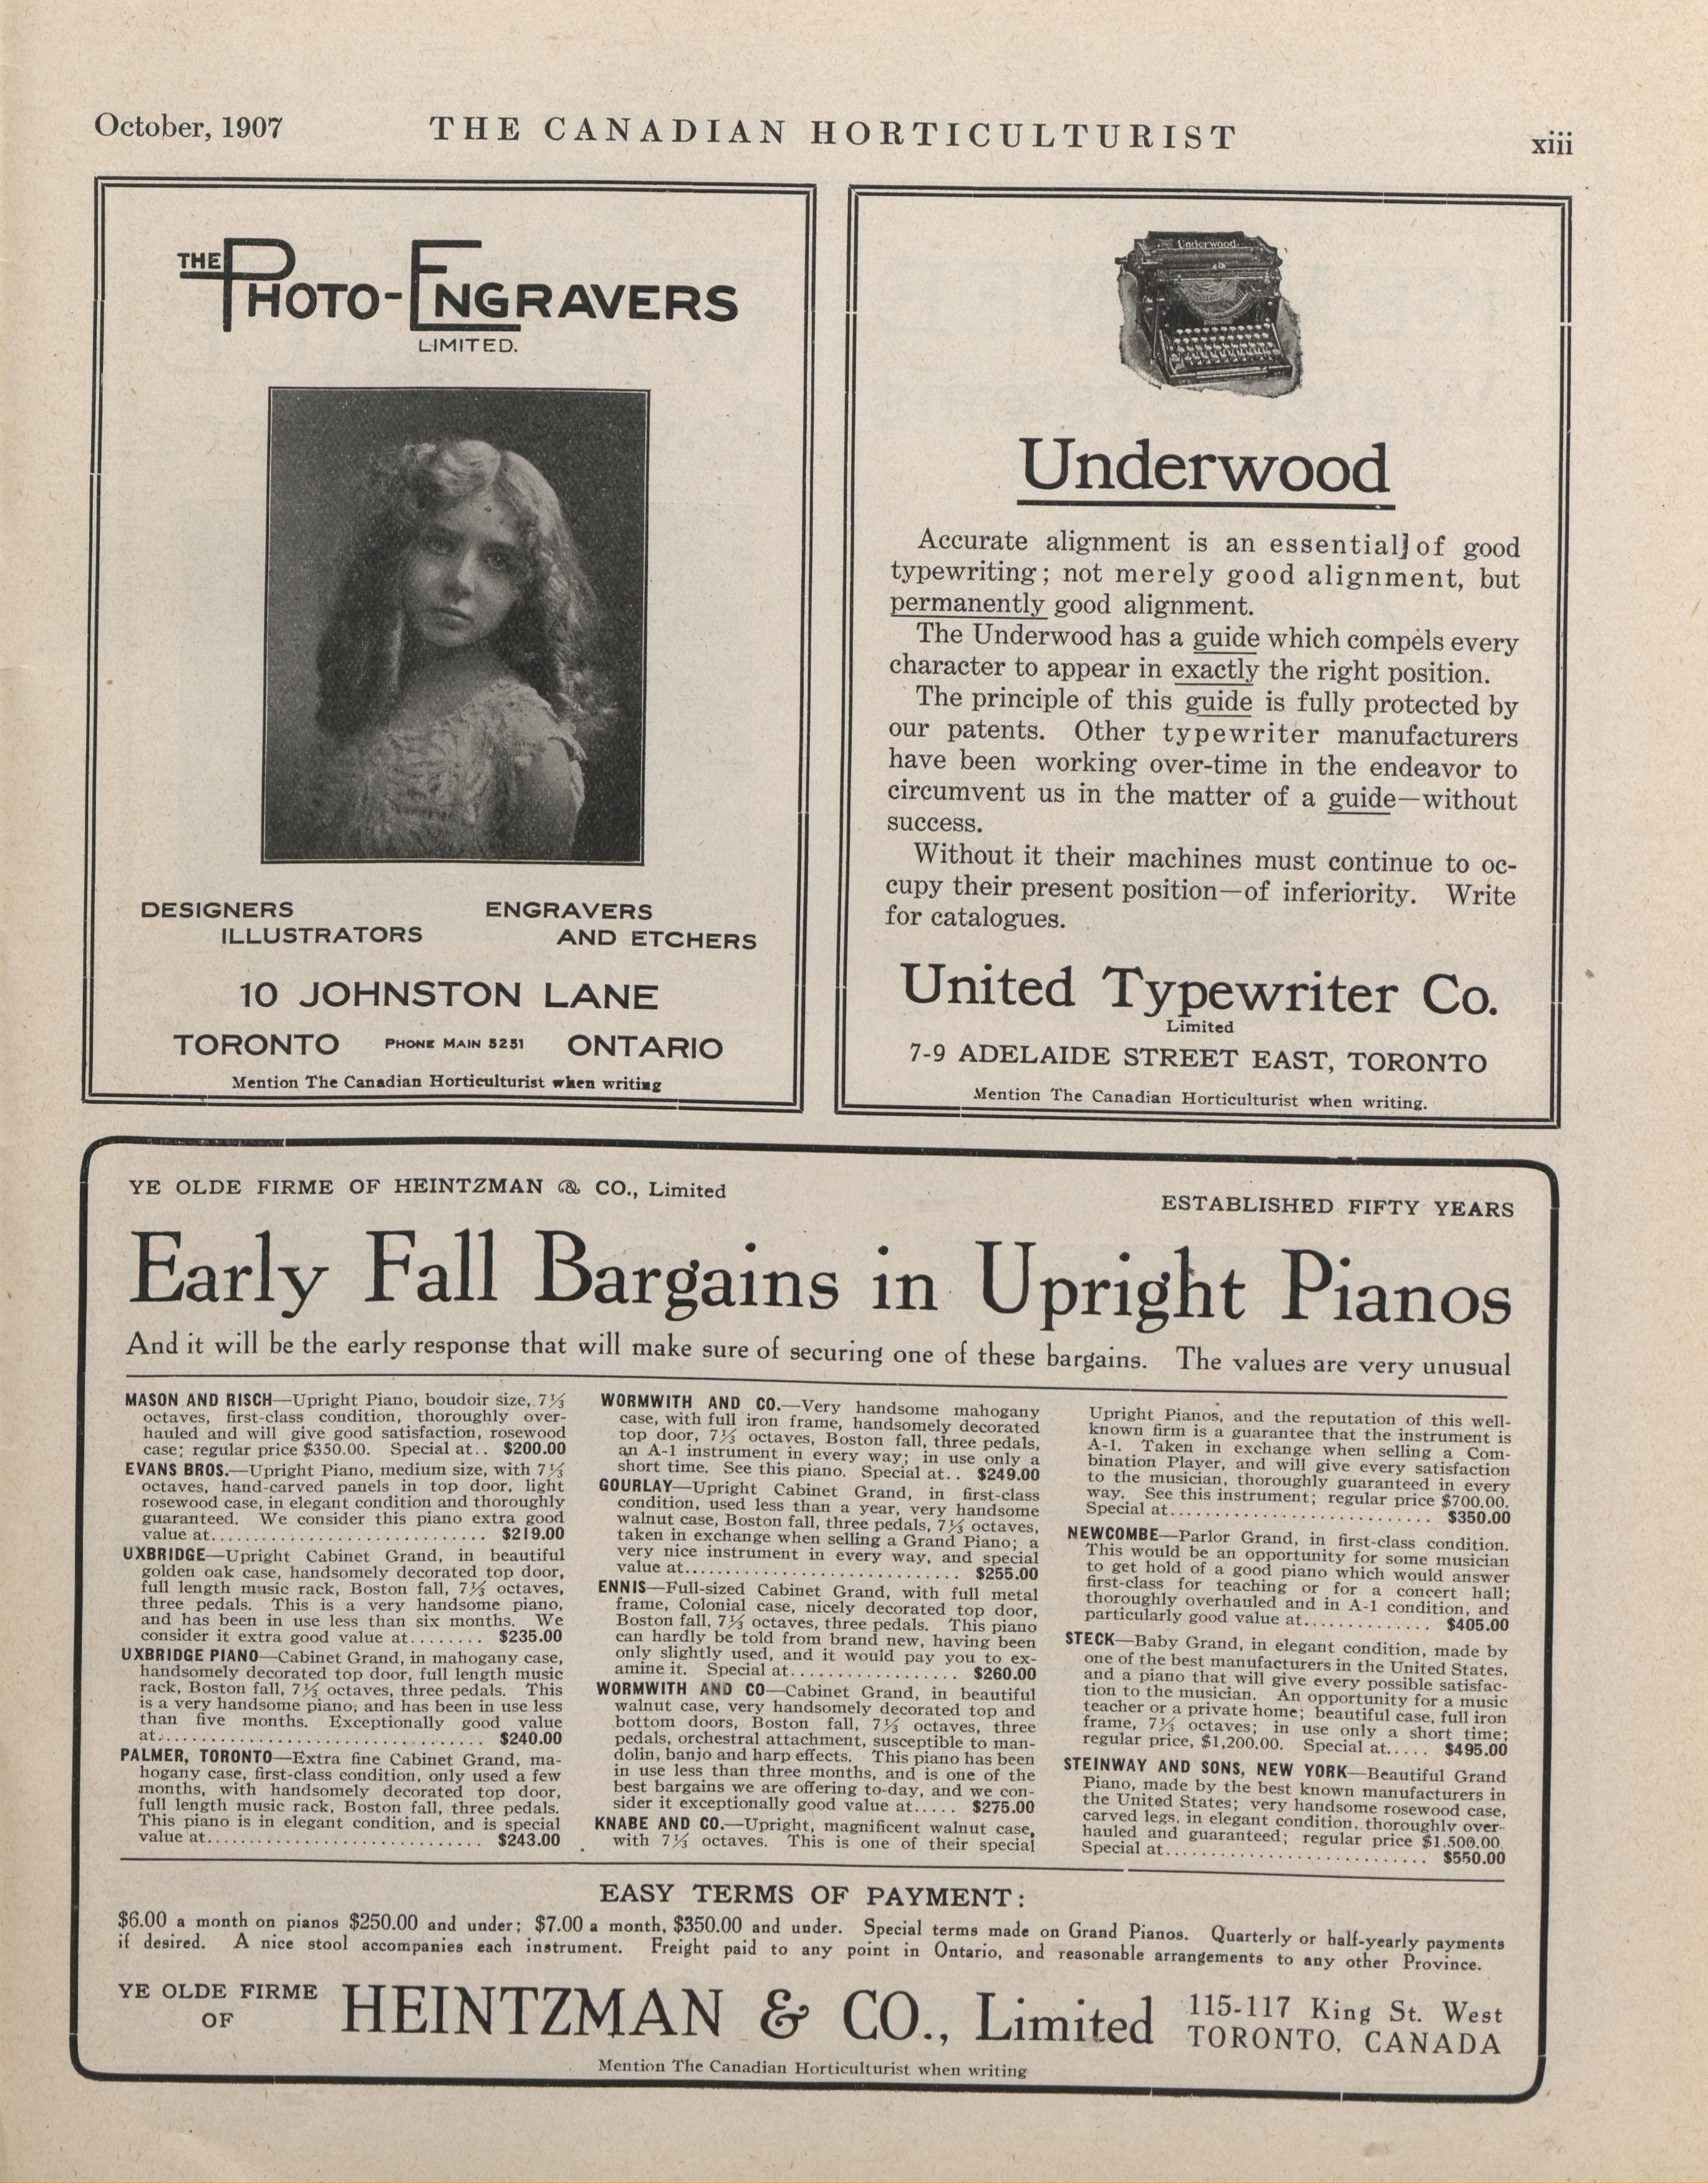 October, 1907
THE CANADIAN HORTICULTURIST
xiii
THE PHOTO-ENGRAVERS
LIMITED.
DESIGNERS
ILLUSTRATORS
ENGRAVERS
AND ETCHERS
10 JOHNSTON LANE
TORONTO PHONE MAIN 5251 ONTARIO
Mention The Canadian Horticulturist when writing
Underwood
Underwood
Accurate alignment is an essential] of good
typewriting; not merely good alignment, but
permanently good alignment.
The Underwood has a guide which compels every
character to appear in exactly the right position.
The principle of this guide is fully protected by
our patents. Other typewriter manufacturers
have been working over-time in the endeavor to
circumvent us in the matter of a guide—without
success.
Without it their machines must continue to oc-
cupy their present position—of inferiority. Write
for catalogues.
United Typewriter Co.
Limited
7-9 ADELAIDE STREET EAST, TORONTO
Mention The Canadian Horticulturist when writing.
YE OLDE FIRME OF HEINTZMAN & CO., Limited
ESTABLISHED FIFTY YEARS
Early Fall Bargains in Upright Pianos
And it will be the early response that will make sure of securing one of these bargains. The values are very unusual
MASON AND RISCH—Upright Piano, boudoir size, 7⅓
octaves, first-class condition, thoroughly over-
hauled and will give good satisfaction, rosewood
case; regular price $350.00. Special at.. $200.00
EVANS BROS.—Upright Piano, medium size, with 7⅓
octaves, hand-carved panels in top door, light
rosewood case, in elegant condition and thoroughly
guaranteed. We consider this piano extra good
value at............................... $219.00
UXBRIDGE—Upright Cabinet Grand, in beautiful
golden oak case, handsomely decorated top door,
full length music rack, Boston fall, 7⅓ octaves,
three pedals. This is a very handsome piano,
and has been in use less than six months. We
consider it extra good value at........ $235.00
UXBRIDGE PIANO—Cabinet Grand, in mahogany case,
handsomely decorated top door, full length music
rack, Boston fall, 7⅓ octaves, three pedals. This
is a very handsome piano, and has been in use less
than five months. Exceptionally good value
at..................................... $240.00
PALMER, TORONTO—Extra fine Cabinet Grand, ma-
hogany case, first-class condition, only used a few
months, with handsomely decorated top door,
full length music rack, Boston fall, three pedals.
This piano is in elegant condition, and is special
value at............................... $243.00
WORMWITH AND CO.—Very handsome mahogany
case, with full iron frame, handsomely decorated
top door, 7⅓ octaves, Boston fall, three pedals,
an A-1 instrument in every way; in use only a
short time. See this piano. Special at.. $249.00
GOURLAY—Upright Cabinet Grand, in first-class
condition, used less than a year, very handsome
walnut case, Boston fall, three pedals, 7⅓ octaves,
taken in exchange when selling a Grand Piano; a
very nice instrument in every way, and special
value at............................... $255.00
ENNIS—Full-sized Cabinet Grand, with full metal
frame, Colonial case, nicely decorated top door,
Boston fall, 7⅓ octaves, three pedals. This piano
can hardly be told from brand new, having been
only slightly used, and it would pay you to ex-
amine it. Special at................... $260.00
WORMWITH AND CO—Cabinet Grand, in beautiful
walnut case, very handsomely decorated top and
bottom doors, Boston fall, 7⅓ octaves, three
pedals, orchestral attachment, susceptible to man-
dolin, banjo and harp effects. This piano has been
in use less than three months, and is one of the
best bargains we are offering to-day, and we con-
sider it exceptionally good value at..... $275.00
KNABE AND CO.—Upright, magnificent walnut case,
with 7⅓ octaves. This is one of their special
Upright Pianos, and the reputation of this well-
known firm is a guarantee that the instrument is
A-1. Taken in exchange when selling a Com-
bination Player, and will give every satisfaction
to the musician, thoroughly guaranteed in every
way. See this instrument; regular price $700.00.
Special at............................. $350.00
NEWCOMBE—Parlor Grand, in first-class condition.
This would be an opportunity for some musician
to get hold of a good piano which would answer
first-class for teaching or for a concert hall;
thoroughly overhauled and in A-1 condition, and
particularly good value at.............. $405.00
STECK—Baby Grand, in elegant condition, made by
one of the best manufacturers in the United States,
and a piano that will give every possible satisfac-
tion to the musician. An opportunity for a music
teacher or a private home; beautiful case, full iron
frame, 7⅓ octaves; in use only a short time;
regular price, $1,200.00. Special at..... $495.00
STEINWAY AND SONS, NEW YORK—Beautiful Grand
Piano, made by the best known manufacturers in
the United States; very handsome rosewood case,
carved legs, in elegant condition, thoroughly over-
hauled and guaranteed; regular price $1,500.00.
Special at............................. $550.00
EASY TERMS OF PAYMENT:
$6.00 a month on pianos $250.00 and under; $7.00 a month, $350.00 and under. Special terms made on Grand Pianos. Quarterly or half-yearly payments
if desired. A nice stool accompanies each instrument. Freight paid to any point in Ontario, and reasonable arrangements to any other Province.
YE OLDE FIRME
OF
HEINTZMAN & CO., Limited
115-117 King St. West
TORONTO, CANADA
Mention The Canadian Horticulturist when writing